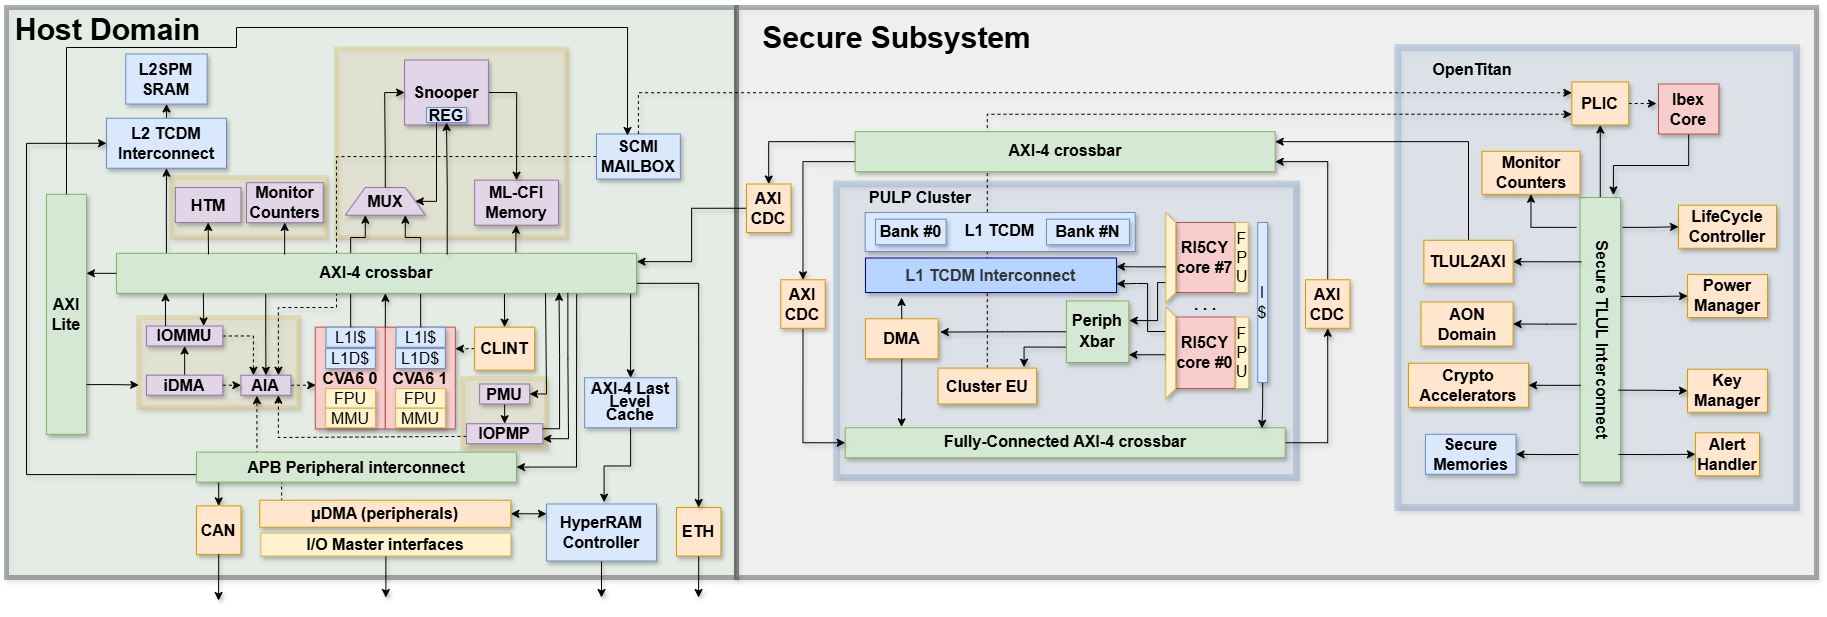 Host Domain
L2SPM
SRAM
L2 TCDM
Interconnect
HTM
Monitor
Counters
Snooper
REG
MUX
ML-CFI
Memory
SCMI
MAILBOX
AXI-4 crossbar
AXI
Lite
IOMMU
iDMA
AIA
L1I$
L1D$
CVA6 0
FPU
MMU
L1I$
L1D$
CVA6 1
FPU
MMU
CLINT
PMU
IOPMP
AXI-4 Last
Level
Cache
APB Peripheral interconnect
CAN
µDMA (peripherals)
I/O Master interfaces
HyperRAM
Controller
ETH
Secure Subsystem
AXI
CDC
AXI-4 crossbar
AXI
CDC
PULP Cluster
Bank #0
L1 TCDM
Bank #N
L1 TCDM Interconnect
DMA
Periph
Xbar
Cluster EU
RI5CY
core #7
F
P
U
. . .
RI5CY
core #0
F
P
U
I
$
Fully-Connected AXI-4 crossbar
AXI
CDC
OpenTitan
PLIC
Ibex
Core
Monitor
Counters
TLUL2AXI
AON
Domain
Crypto
Accelerators
Secure
Memories
Secure TLUL Interconnect
LifeCycle
Controller
Power
Manager
Key
Manager
Alert
Handler